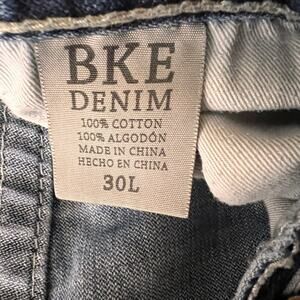 BKE
DENIM
100% COTTON
100% ALGODÓN
MADE IN CHINA
HECHO EN CHINA
30L